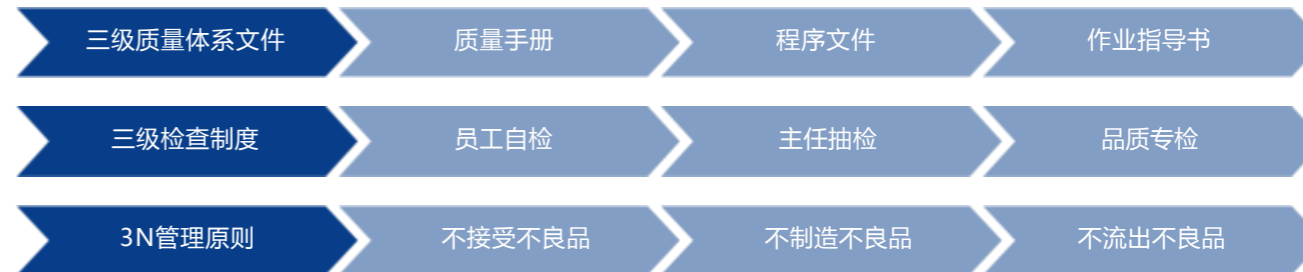 三级质量体系文件 质量手册 程序文件 作业指导书
三级检查制度 员工自检 主任抽检 品质专检
3N管理原则 不接受不良品 不制造不良品 不流出不良品